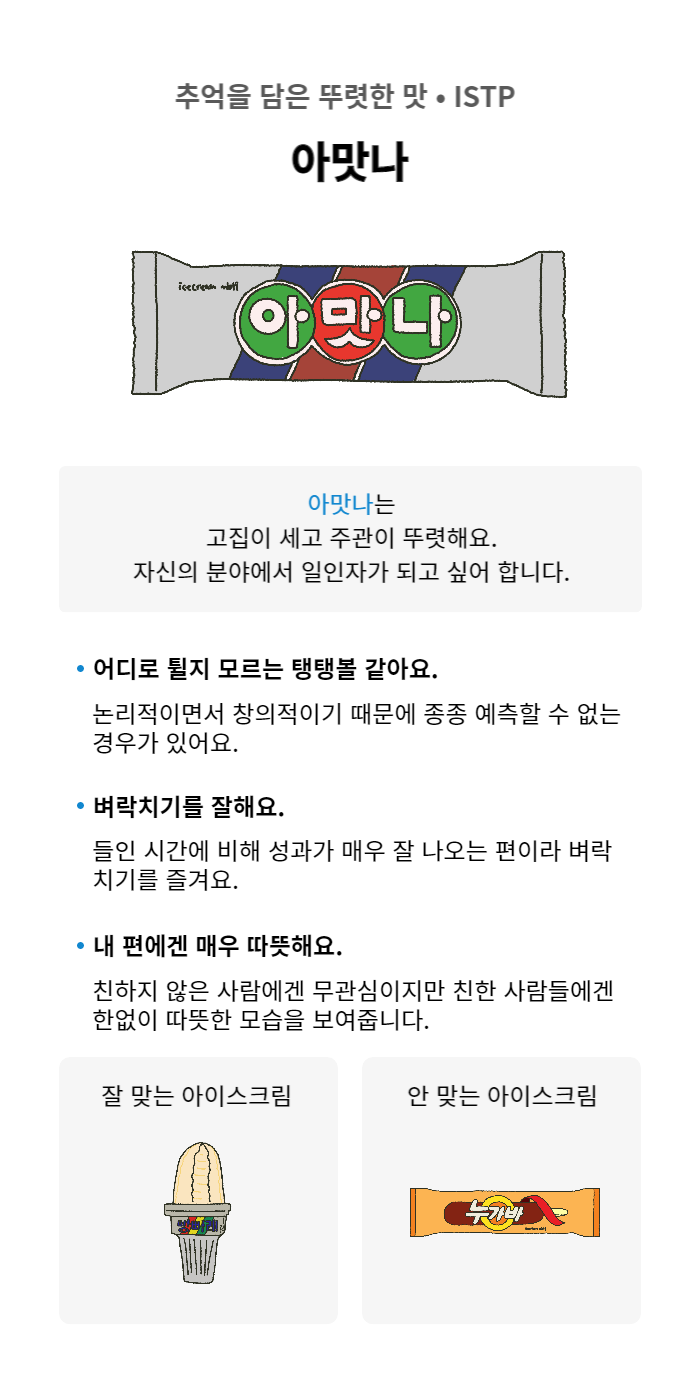 추억을 담은 뚜렷한 맛 • ISTP
아맛나
icecream
아맛나
아맛나는
고집이 세고 주관이 뚜렷해요.
자신의 분야에서 일인자가 되고 싶어 합니다.
• 어디로 튈지 모르는 탱탱볼 같아요.
논리적이면서 창의적이기 때문에 종종 예측할 수 없는
경우가 있어요.
• 벼락치기를 잘해요.
들인 시간에 비해 성과가 매우 잘 나오는 편이라 벼락
치기를 즐겨요.
• 내 편에겐 매우 따뜻해요.
친하지 않은 사람에겐 무관심이지만 친한 사람들에겐
한없이 따뜻한 모습을 보여줍니다.
잘 맞는 아이스크림
안 맞는 아이스크림
누가바